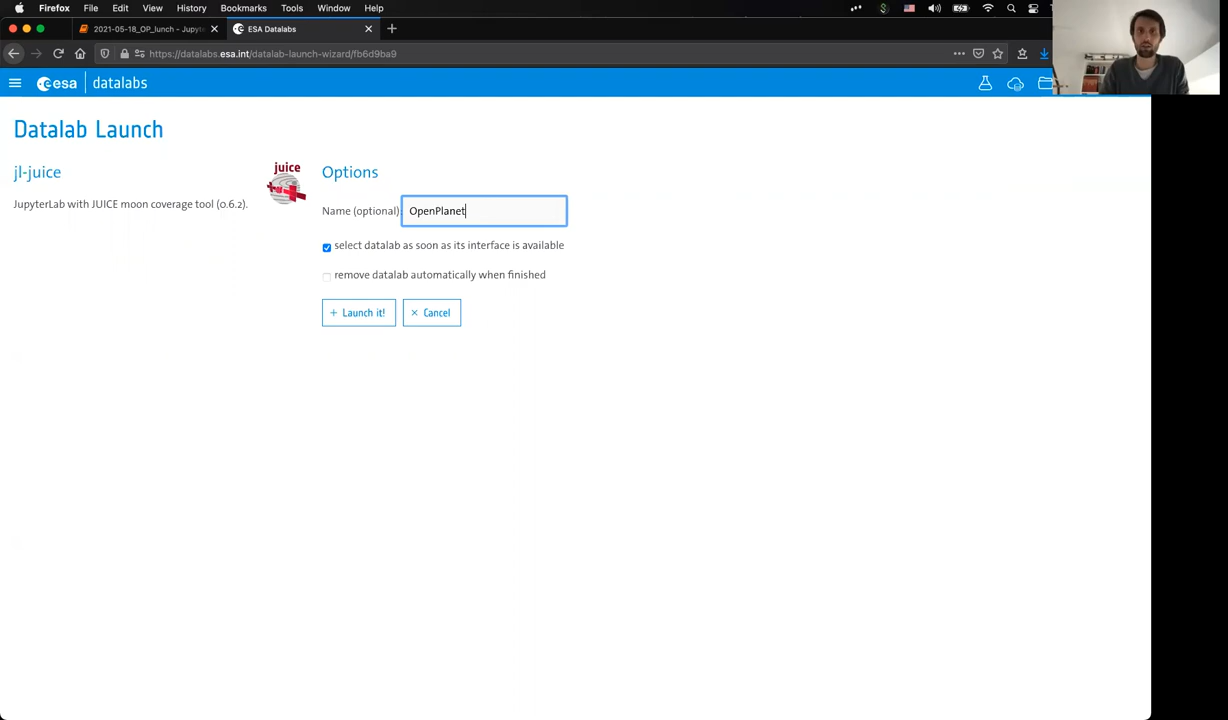 Firefox File Edit View History Bookmarks Tools Window Help
2021-05-18_OP_lunch - Jupyt
ESA Datalabs
https://datalabs.esa.int/datalab-launch-wizard/fb6d9ba9
esa datalabs
Datalab Launch
jl-juice
JupyterLab with JUICE moon coverage tool (0.6.2).
juice
Options
Name (optional): OpenPlanet
select datalab as soon as its interface is available
remove datalab automatically when finished
+ Launch it!
× Cancel